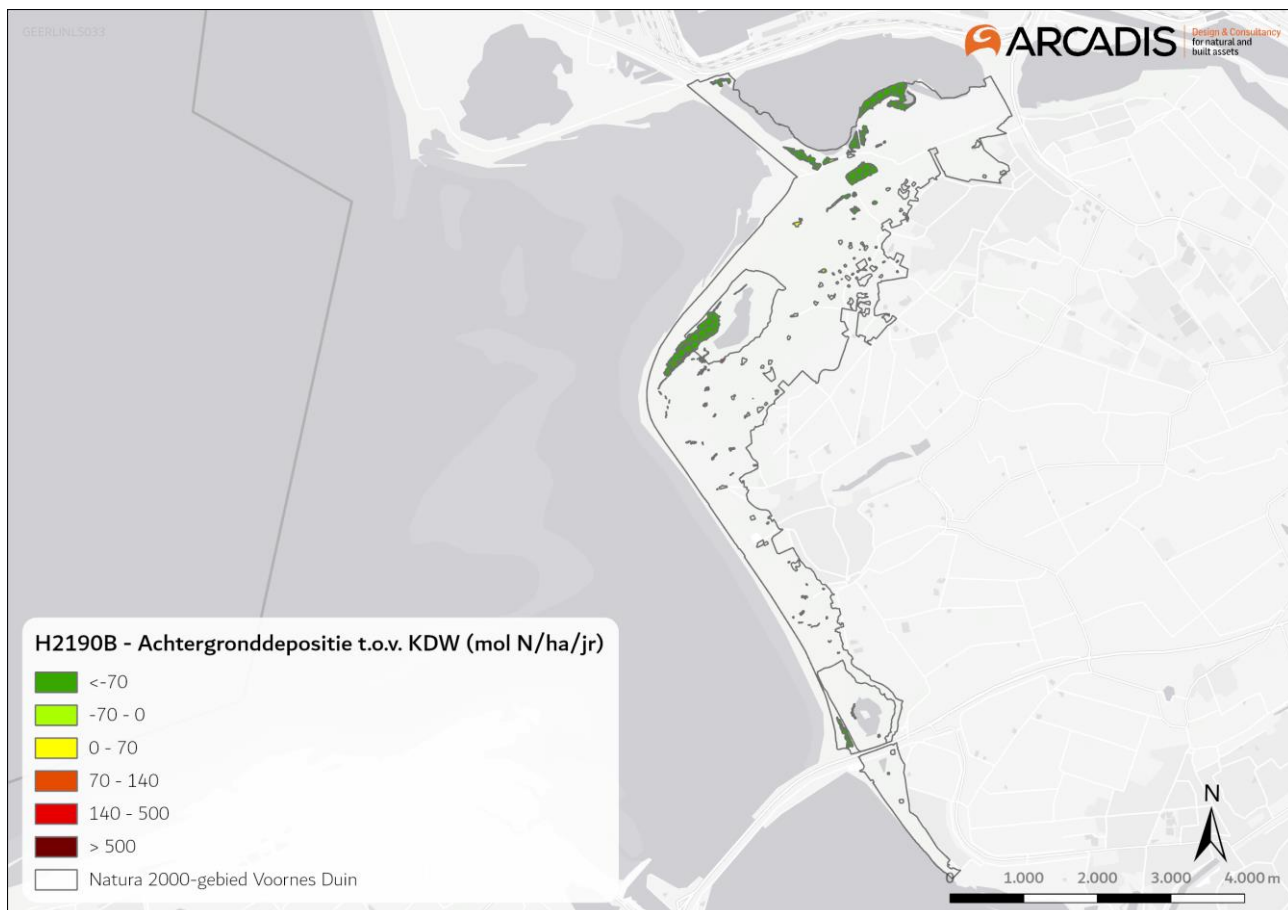 GEERLINL5033
ARCADIS
Design & Consultancy
for natural and
built assets
H2190B - Achtergronddepositie t.o.v. KDW (mol N/ha/jr)
<-70
-70 - 0
0 - 70
70 - 140
140 - 500
> 500
Natura 2000-gebied Voornes Duin
N
0 1.000 2.000 3.000 4.000 m